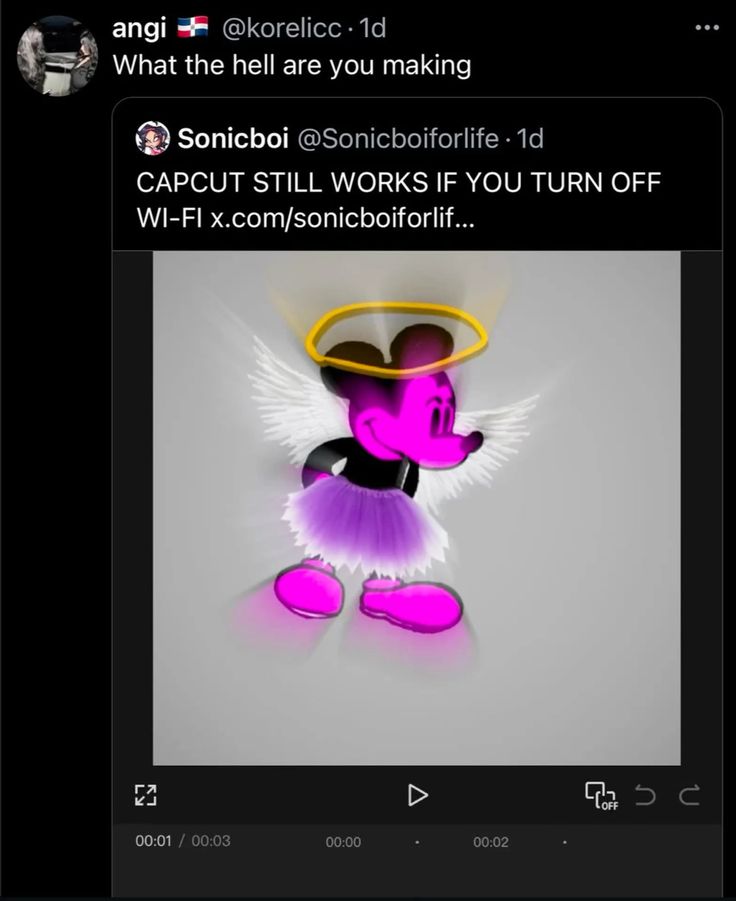 angi 🇩🇴 @korelicc · 1d
What the hell are you making
Sonicboi @Sonicboiforlife · 1d
CAPCUT STILL WORKS IF YOU TURN OFF
WI-FI x.com/sonicboiforlif...
OFF
00:01 / 00:03 00:00 · 00:02 ·